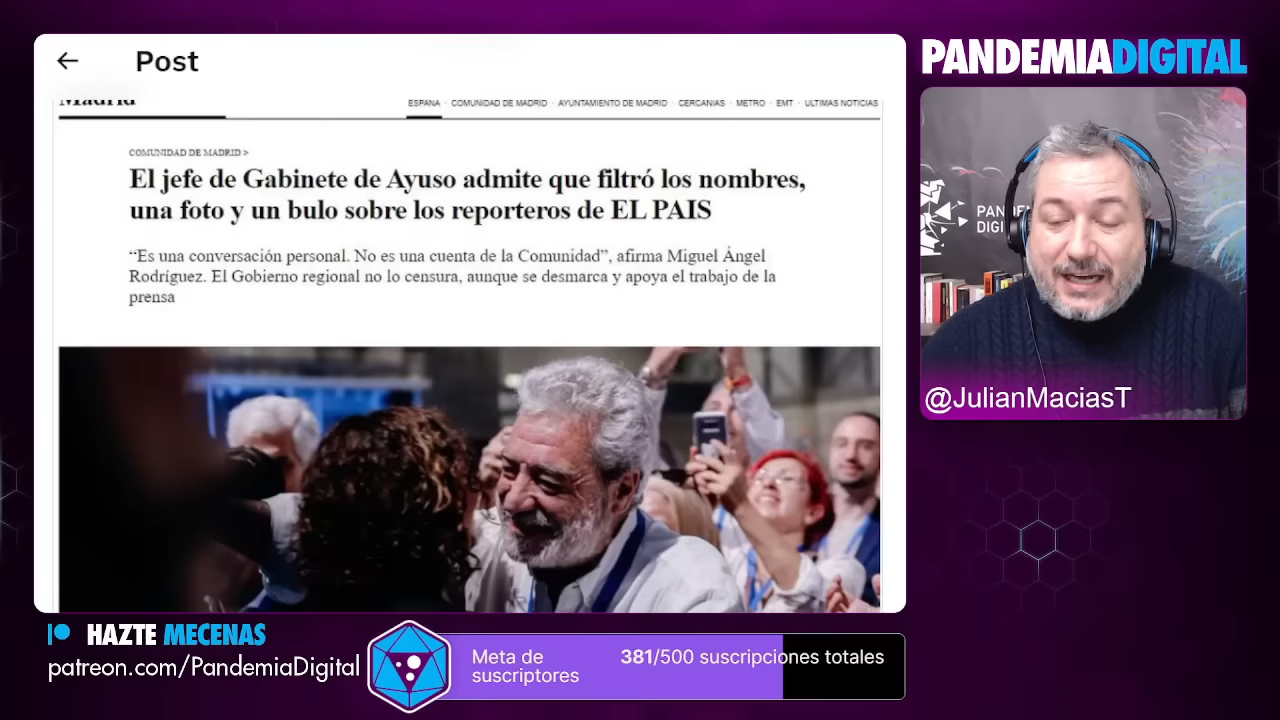 Post
PANDEMIADIGITAL
Madrid
ESPAÑA · COMUNIDAD DE MADRID · AYUNTAMIENTO DE MADRID · CERCANÍAS · METRO · EMT · ÚLTIMAS NOTICIAS
COMUNIDAD DE MADRID >
El jefe de Gabinete de Ayuso admite que filtró los nombres,
una foto y un bulo sobre los reporteros de EL PAIS
“Es una conversación personal. No es una cuenta de la Comunidad”, afirma Miguel Ángel
Rodríguez. El Gobierno regional no lo censura, aunque se desmarca y apoya el trabajo de la
prensa
@JulianMaciasT
HAZTE MECENAS
patreon.com/PandemiaDigital
Meta de
suscriptores
381/500 suscripciones totales